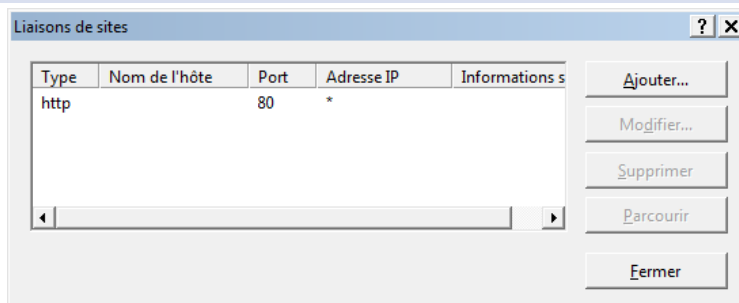 Liaisons de sites
Type Nom de l'hôte Port Adresse IP Informations s
http 80 *
Ajouter...
Modifier...
Supprimer
Parcourir
Fermer